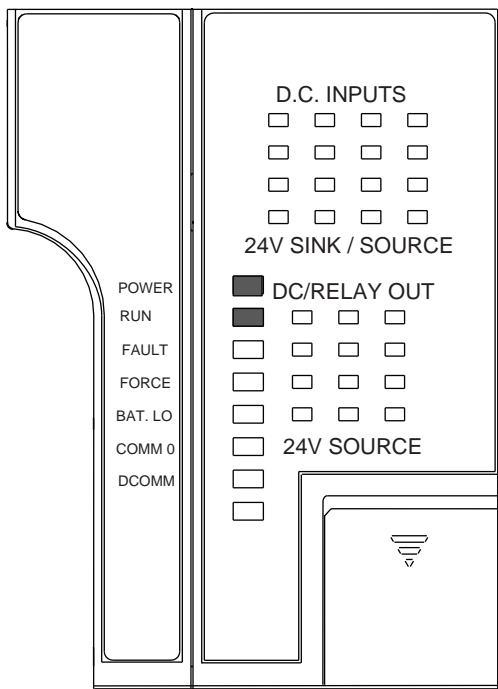 D.C. INPUTS
24V SINK / SOURCE
POWER
DC/RELAY OUT
RUN
FAULT
FORCE
BAT. LO
COMM 0
24V SOURCE
DCOMM